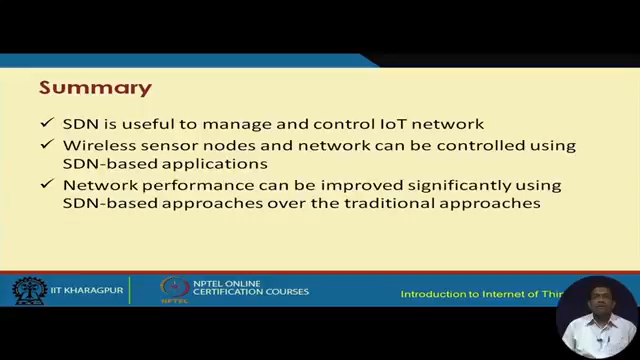 Summary
✓ SDN is useful to manage and control IoT network
✓ Wireless sensor nodes and network can be controlled using
SDN-based applications
✓ Network performance can be improved significantly using
SDN-based approaches over the traditional approaches
IIT KHARAGPUR
NPTEL
NPTEL ONLINE
CERTIFICATION COURSES
Introduction to Internet of Thin